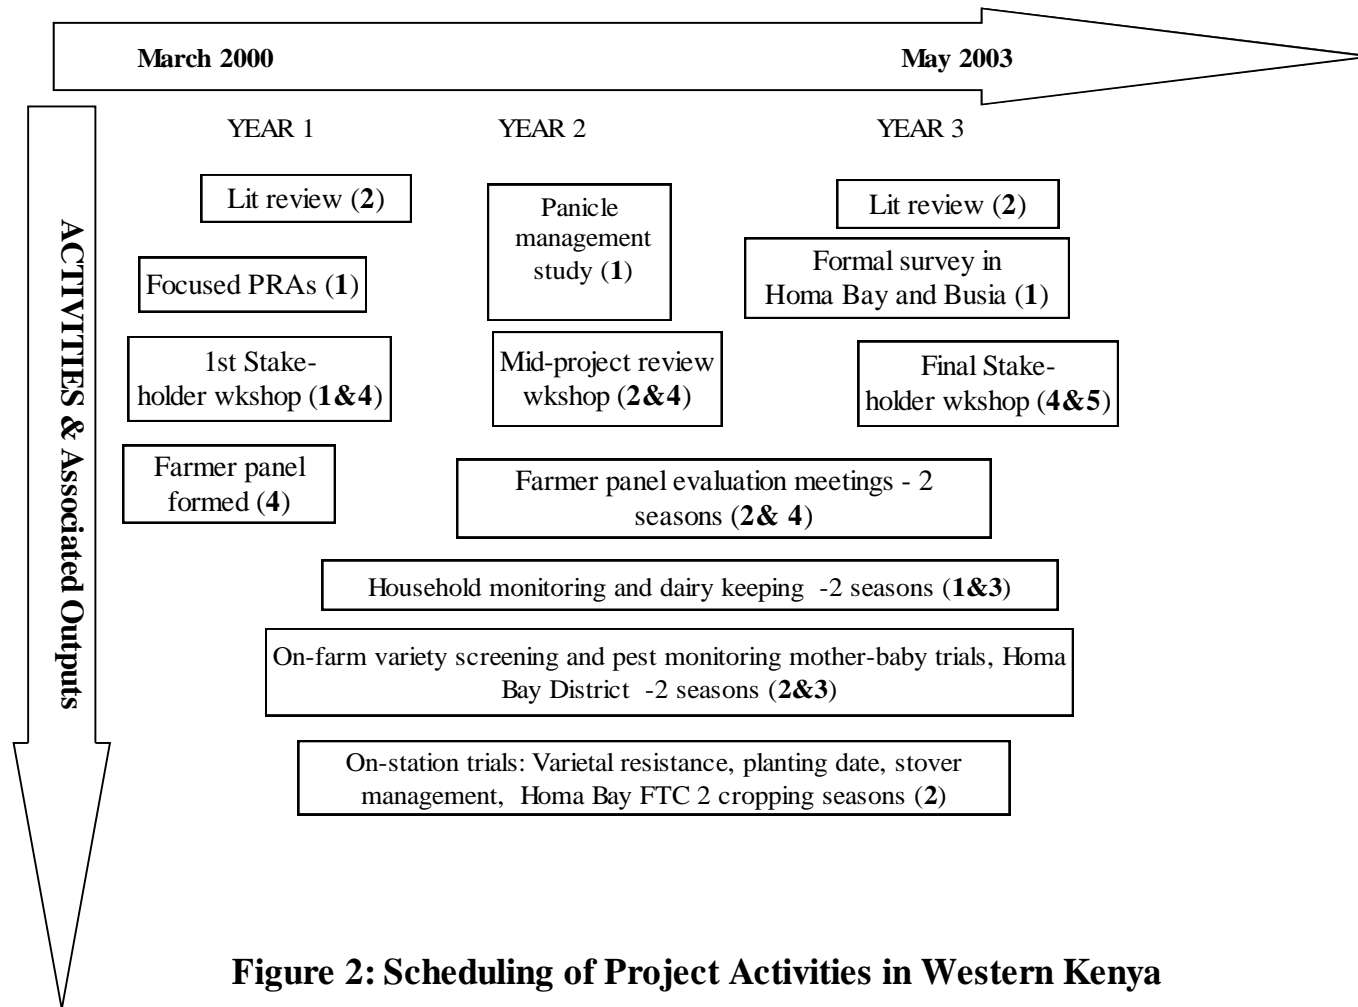 March 2000
May 2003
YEAR 1
YEAR 2
YEAR 3
ACTIVITIES & Associated Outputs
Lit review (2)
Panicle
management
study (1)
Lit review (2)
Focused PRAs (1)
Formal survey in
Homa Bay and Busia (1)
1st Stake-
holder wkshop (1&4)
Mid-project review
wkshop (2&4)
Final Stake-
holder wkshop (4&5)
Farmer panel
formed (4)
Farmer panel evaluation meetings - 2
seasons (2& 4)
Household monitoring and dairy keeping -2 seasons (1&3)
On-farm variety screening and pest monitoring mother-baby trials, Homa
Bay District -2 seasons (2&3)
On-station trials: Varietal resistance, planting date, stover
management, Homa Bay FTC 2 cropping seasons (2)
Figure 2: Scheduling of Project Activities in Western Kenya